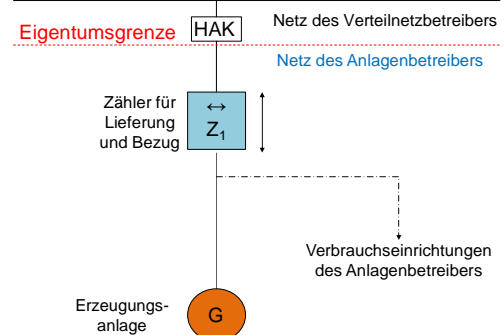 Eigentumsgrenze
HAK
Netz des Verteilnetzbetreibers
Netz des Anlagenbetreibers
Zähler für
Lieferung
und Bezug
↔
Z₁
Verbrauchseinrichtungen
des Anlagenbetreibers
Erzeugungs-
anlage
G